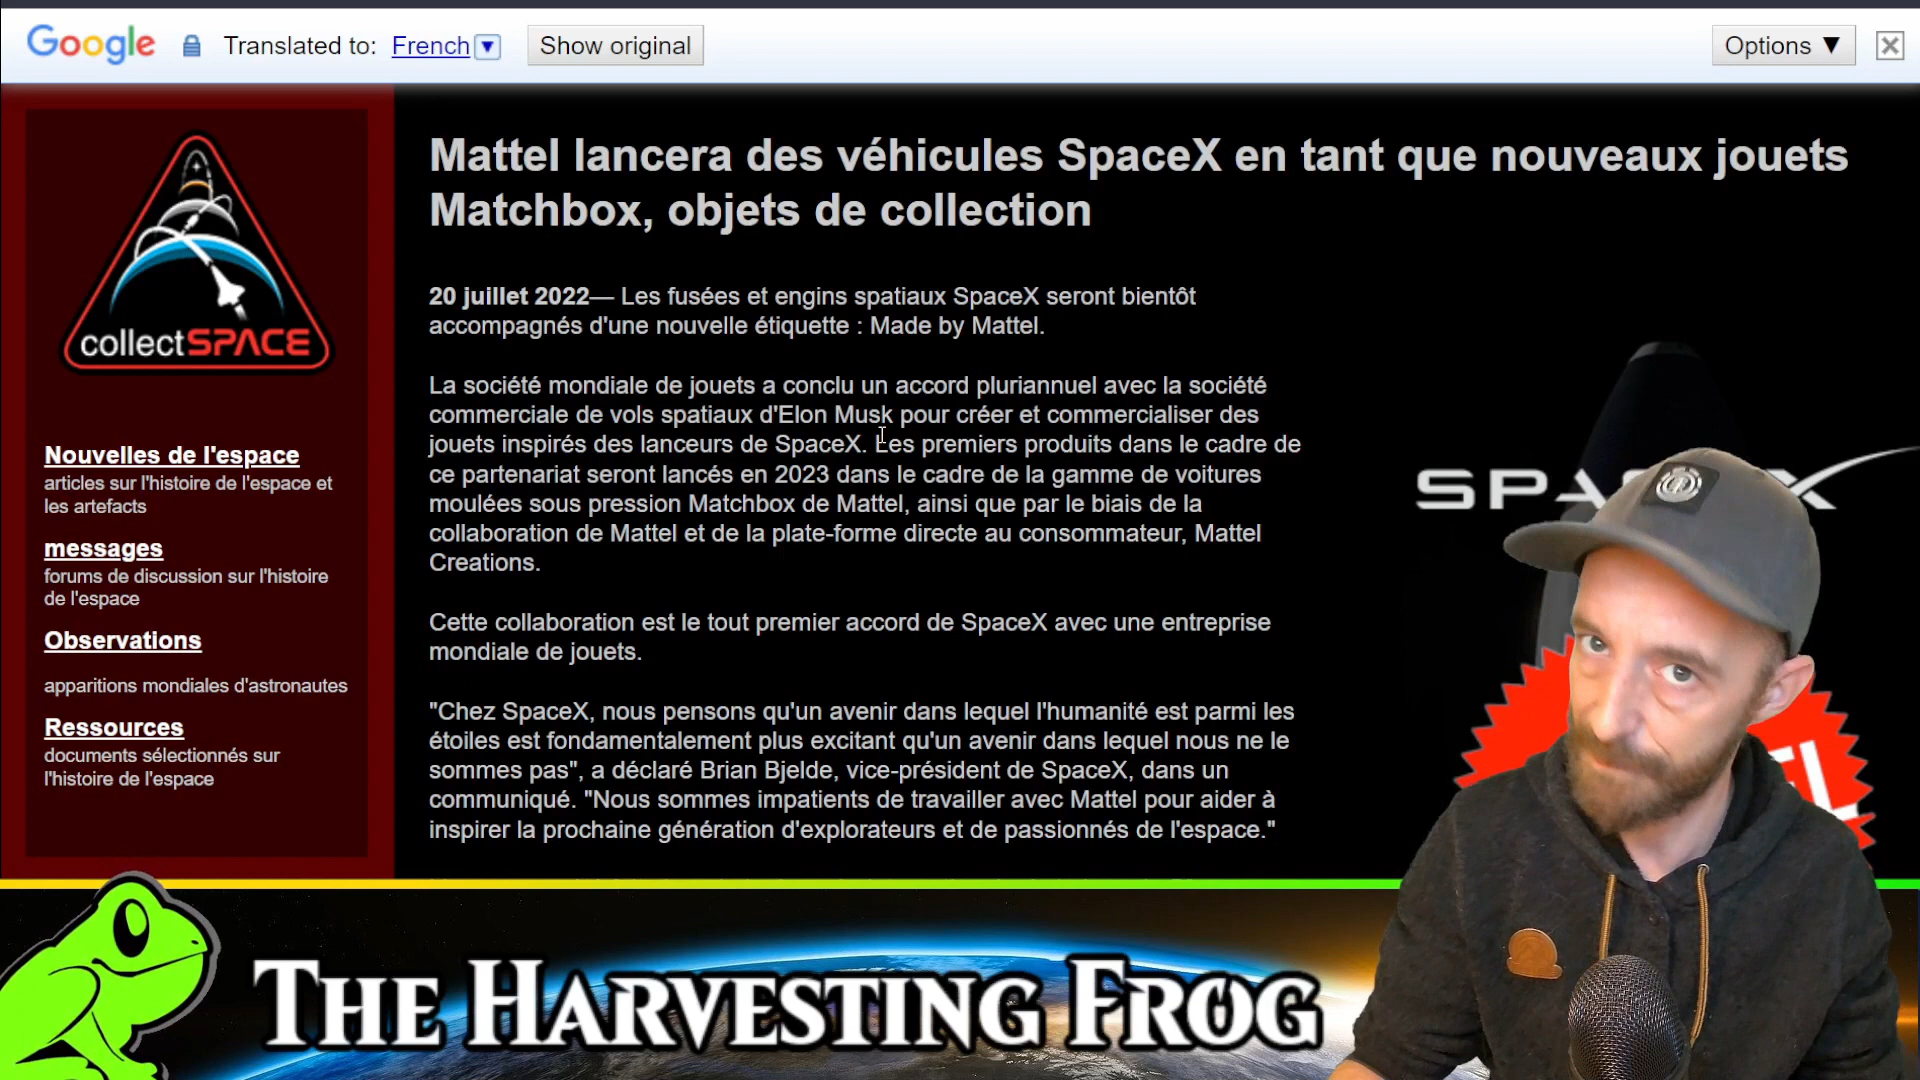 Google Translated to: French Show original Options ▼
Mattel lancera des véhicules SpaceX en tant que nouveaux jouets
Matchbox, objets de collection
20 juillet 2022— Les fusées et engins spatiaux SpaceX seront bientôt
accompagnés d'une nouvelle étiquette : Made by Mattel.
La société mondiale de jouets a conclu un accord pluriannuel avec la société
commerciale de vols spatiaux d'Elon Musk pour créer et commercialiser des
jouets inspirés des lanceurs de SpaceX. Les premiers produits dans le cadre de
ce partenariat seront lancés en 2023 dans le cadre de la gamme de voitures
moulées sous pression Matchbox de Mattel, ainsi que par le biais de la
collaboration de Mattel et de la plate-forme directe au consommateur, Mattel
Creations.
Cette collaboration est le tout premier accord de SpaceX avec une entreprise
mondiale de jouets.
"Chez SpaceX, nous pensons qu'un avenir dans lequel l'humanité est parmi les
étoiles est fondamentalement plus excitant qu'un avenir dans lequel nous ne le
sommes pas", a déclaré Brian Bjelde, vice-président de SpaceX, dans un
communiqué. "Nous sommes impatients de travailler avec Mattel pour aider à
inspirer la prochaine génération d'explorateurs et de passionnés de l'espace."
collectSPACE
Nouvelles de l'espace
articles sur l'histoire de l'espace et
les artefacts
messages
forums de discussion sur l'histoire
de l'espace
Observations
apparitions mondiales d'astronautes
Ressources
documents sélectionnés sur
l'histoire de l'espace
SPACEX
THE HARVESTING FROG